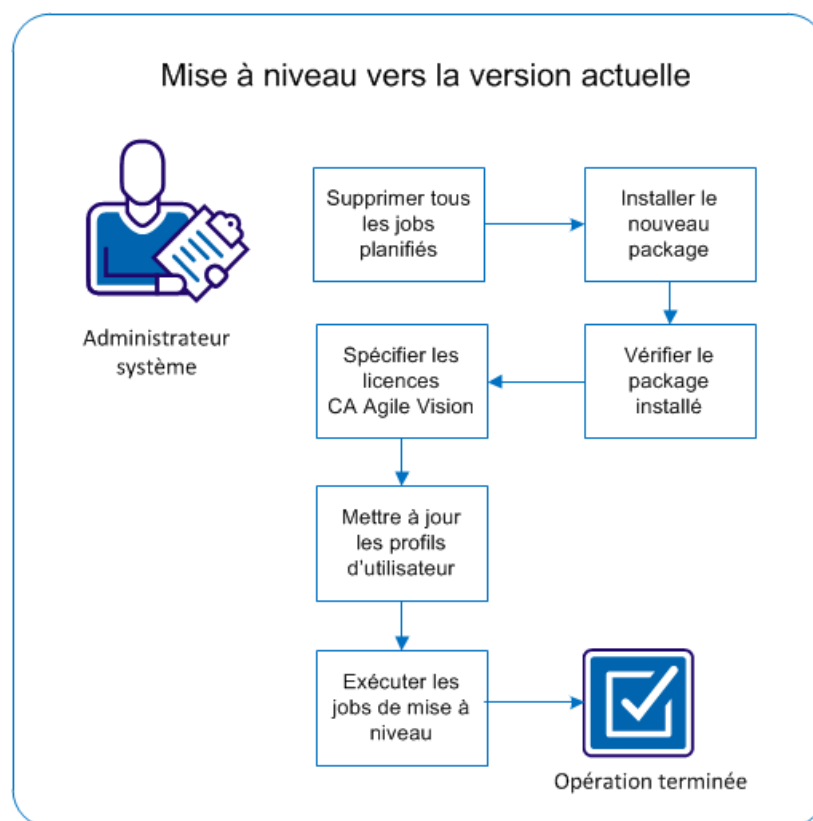 Mise à niveau vers la version actuelle
Administrateur
système
Supprimer tous
les jobs
planifiés
Installer le
nouveau
package
Vérifier le
package
installé
Spécifier les
licences
CA Agile Vision
Mettre à jour
les profils
d'utilisateur
Exécuter les
jobs de mise à
niveau
Opération terminée